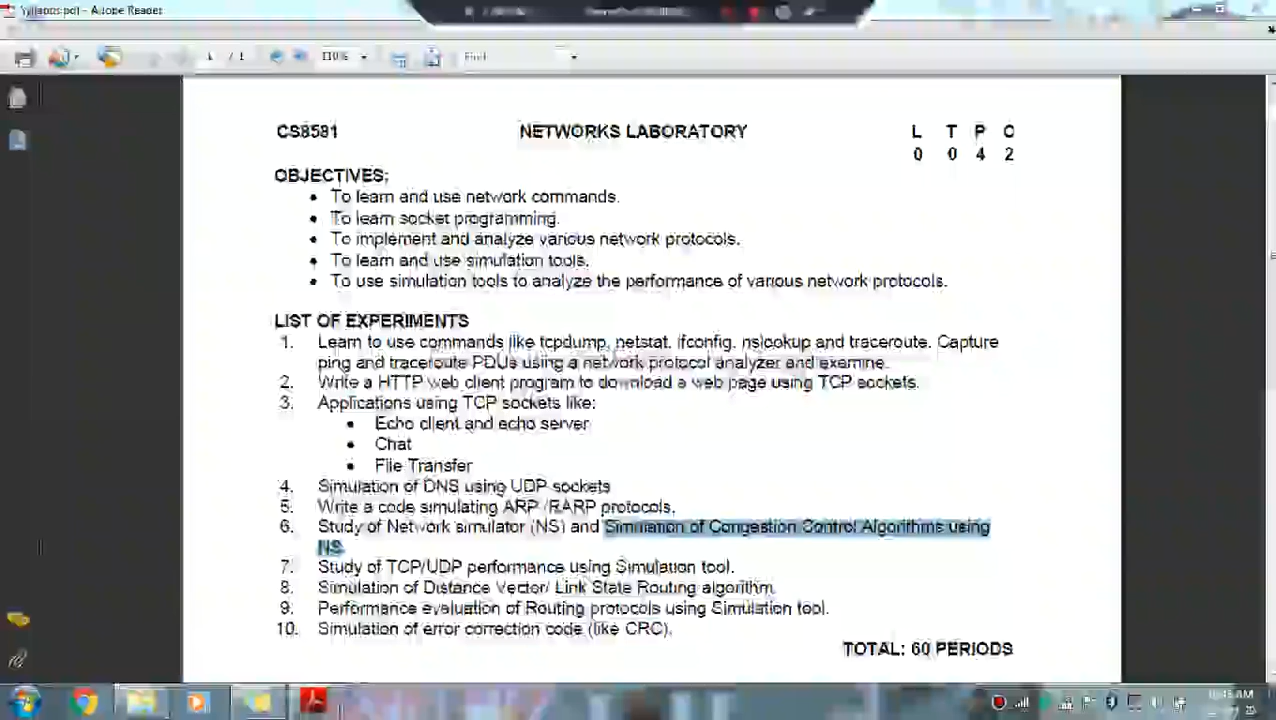 Syllabus.pdf - Adobe Reader
1 / 1 110% Find
CS8581 NETWORKS LABORATORY L T P C
0 0 4 2
OBJECTIVES:
• To learn and use network commands.
• To learn socket programming.
• To implement and analyze various network protocols.
• To learn and use simulation tools.
• To use simulation tools to analyze the performance of various network protocols.
LIST OF EXPERIMENTS
1. Learn to use commands like tcpdump, netstat, ifconfig, nslookup and traceroute. Capture
ping and traceroute PDUs using a network protocol analyzer and examine.
2. Write a HTTP web client program to download a web page using TCP sockets.
3. Applications using TCP sockets like:
• Echo client and echo server
• Chat
• File Transfer
4. Simulation of DNS using UDP sockets
5. Write a code simulating ARP /RARP protocols.
6. Study of Network simulator (NS) and Simulation of Congestion Control Algorithms using
NS.
7. Study of TCP/UDP performance using Simulation tool.
8. Simulation of Distance Vector/ Link State Routing algorithm.
9. Performance evaluation of Routing protocols using Simulation tool.
10. Simulation of error correction code (like CRC).
TOTAL: 60 PERIODS